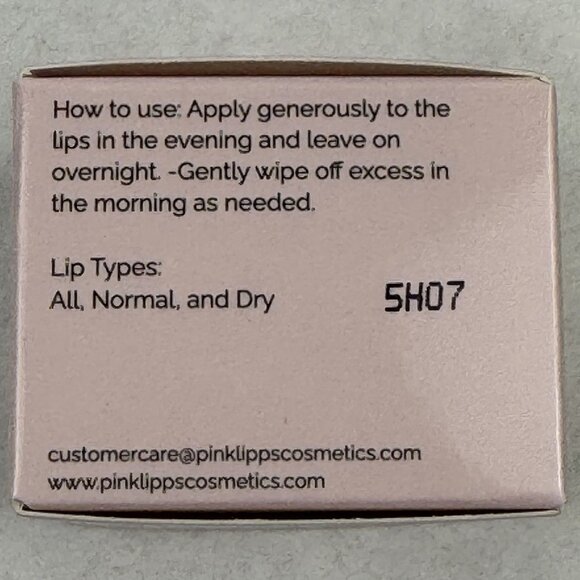 How to use: Apply generously to the
lips in the evening and leave on
overnight. -Gently wipe off excess in
the morning as needed.
Lip Types:
All, Normal, and Dry
5H07
customercare@pinklippscosmetics.com
www.pinklippscosmetics.com